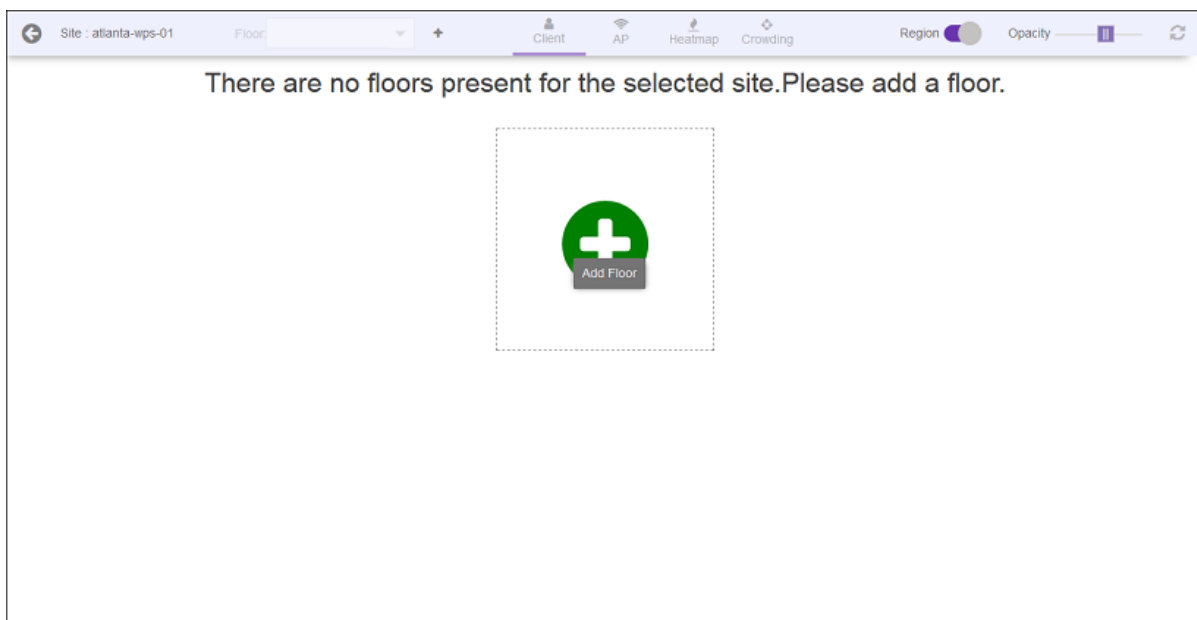 Site : atlanta-wps-01 Floor Client AP Heatmap Crowding Region Opacity
There are no floors present for the selected site.Please add a floor.
Add Floor